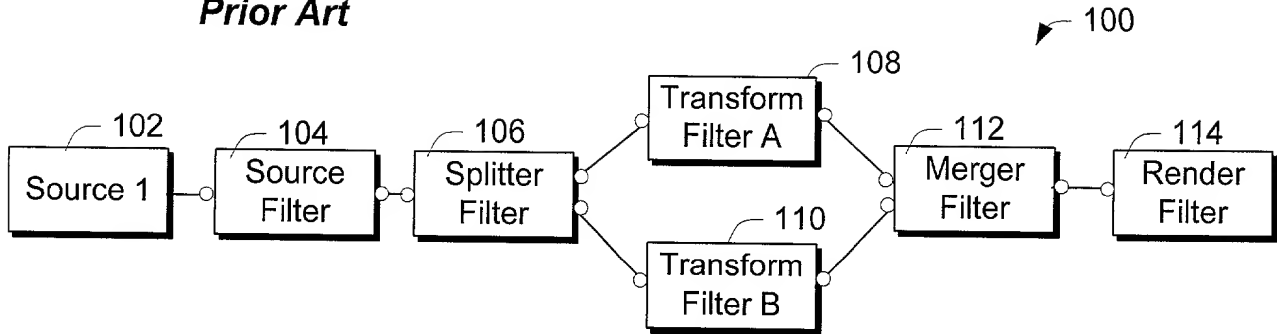 Prior Art
100
102
Source 1
104
Source
Filter
106
Splitter
Filter
108
Transform
Filter A
110
Transform
Filter B
112
Merger
Filter
114
Render
Filter